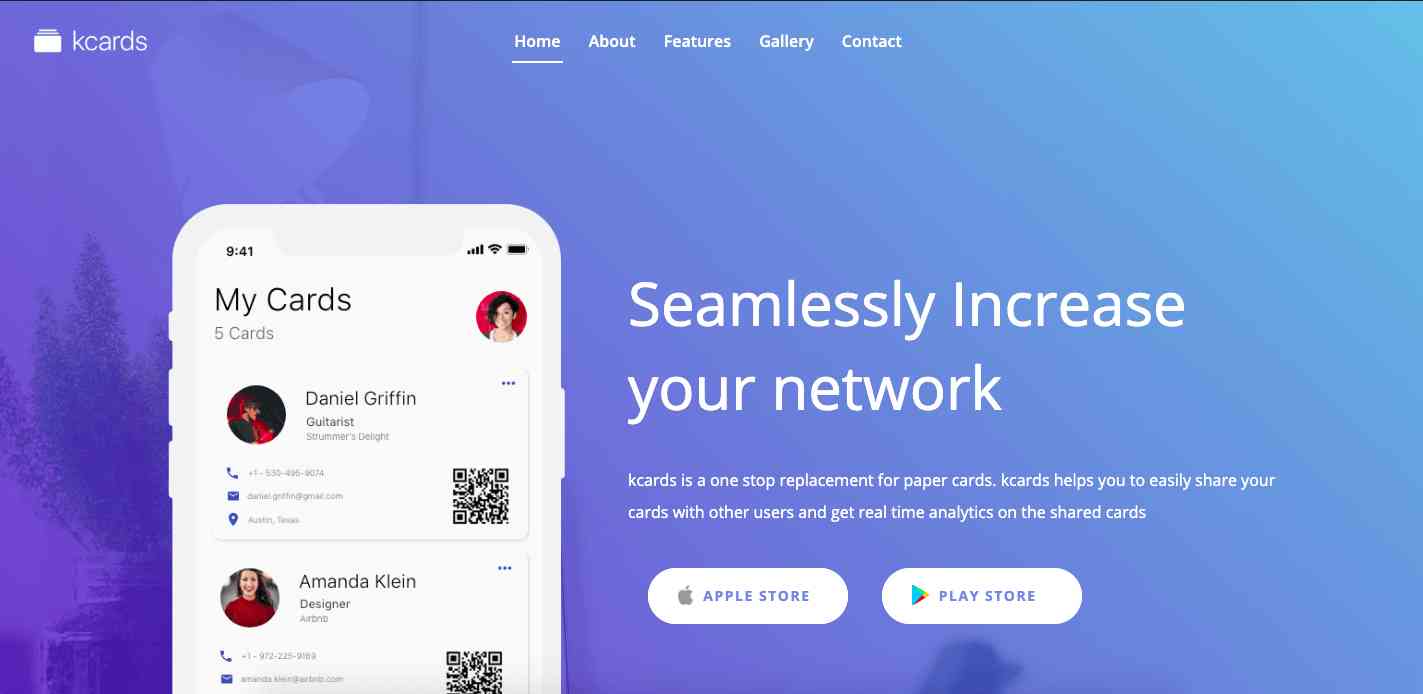 kcards
Home About Features Gallery Contact
9:41
My Cards
5 Cards
Daniel Griffin
Guitarist
Strummer's Delight
+1 - 530-495-9074
daniel.griffin@gmail.com
Austin, Texas
Amanda Klein
Designer
Airbnb
+1 - 972-225-9169
amanda.klein@airbnb.com
Seamlessly Increase
your network
kcards is a one stop replacement for paper cards. kcards helps you to easily share your
cards with other users and get real time analytics on the shared cards
APPLE STORE
PLAY STORE